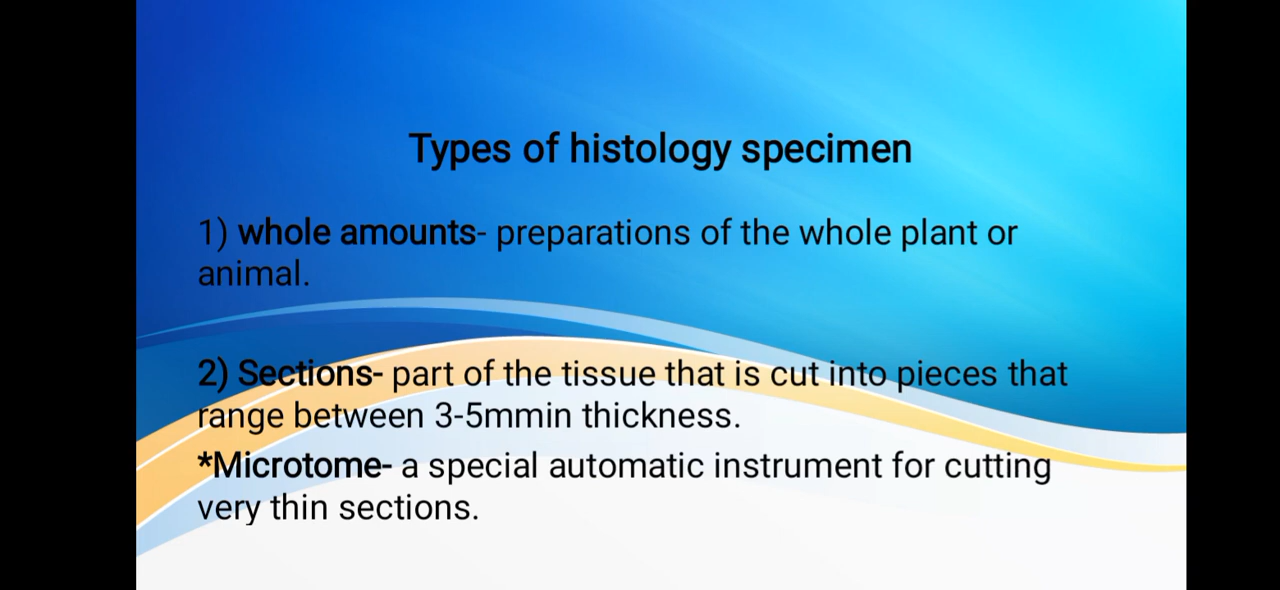 Types of histology specimen
1) whole amounts- preparations of the whole plant or
animal.
2) Sections- part of the tissue that is cut into pieces that
range between 3-5mmin thickness.
*Microtome- a special automatic instrument for cutting
very thin sections.